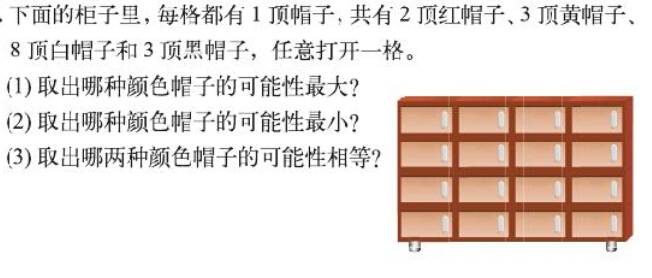 .下面的柜子里，每格都有1顶帽子，共有2顶红帽子、3顶黄帽子、
8顶白帽子和3顶黑帽子，任意打开一格。
(1)取出哪种颜色帽子的可能性最大?
(2)取出哪种颜色帽子的可能性最小?
(3)取出哪两种颜色帽子的可能性相等?